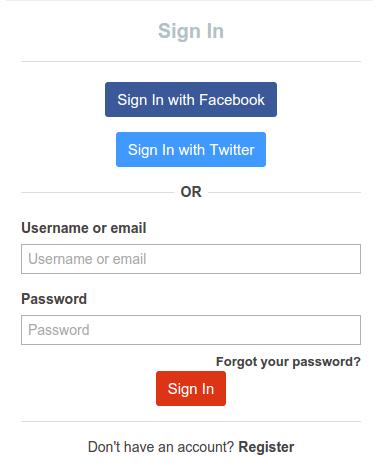 Sign In
Sign In with Facebook
Sign In with Twitter
OR
Username or email
Username or email
Password
Password
Forgot your password?
Sign In
Don't have an account? Register